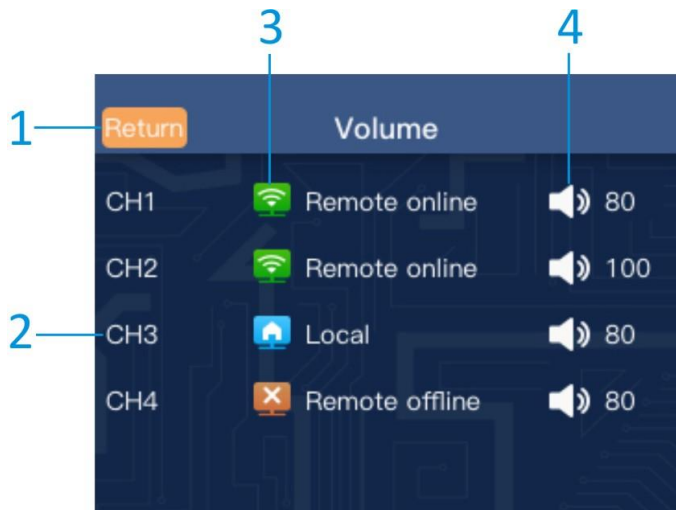 3 4
1 Return Volume
CH1 Remote online 80
CH2 Remote online 100
2 CH3 Local 80
CH4 Remote offline 80